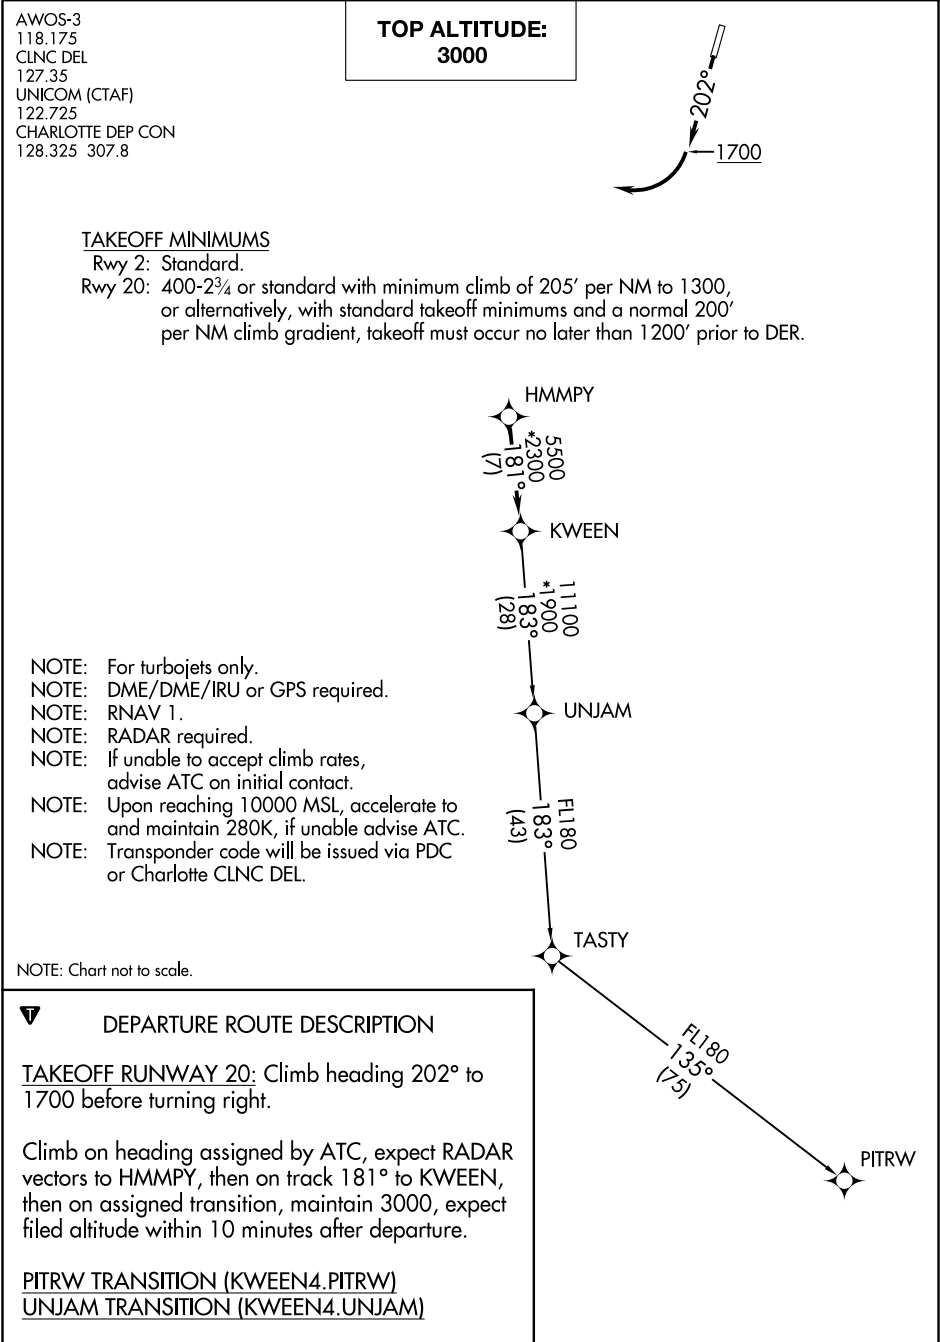 AWOS-3
118.175
CLNC DEL
127.35
UNICOM (CTAF)
122.725
CHARLOTTE DEP CON
128.325 307.8
TOP ALTITUDE:
3000
202°
1700
TAKEOFF MINIMUMS
Rwy 2: Standard.
Rwy 20: 400-2¾ or standard with minimum climb of 205′ per NM to 1300,
or alternatively, with standard takeoff minimums and a normal 200′
per NM climb gradient, takeoff must occur no later than 1200′ prior to DER.
HMMPY
5500
*2300
181°
(7)
KWEEN
11100
*1900
183°
(28)
UNJAM
FL180
183°
(43)
TASTY
FL180
135°
(75)
PITRW
NOTE: For turbojets only.
NOTE: DME/DME/IRU or GPS required.
NOTE: RNAV 1.
NOTE: RADAR required.
NOTE: If unable to accept climb rates,
advise ATC on initial contact.
NOTE: Upon reaching 10000 MSL, accelerate to
and maintain 280K, if unable advise ATC.
NOTE: Transponder code will be issued via PDC
or Charlotte CLNC DEL.
NOTE: Chart not to scale.
T
DEPARTURE ROUTE DESCRIPTION
TAKEOFF RUNWAY 20: Climb heading 202° to
1700 before turning right.
Climb on heading assigned by ATC, expect RADAR
vectors to HMMPY, then on track 181° to KWEEN,
then on assigned transition, maintain 3000, expect
filed altitude within 10 minutes after departure.
PITRW TRANSITION (KWEEN4.PITRW)
UNJAM TRANSITION (KWEEN4.UNJAM)